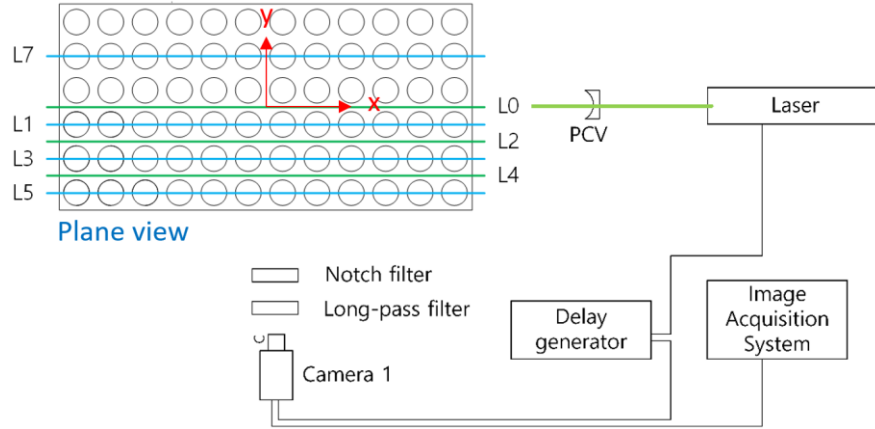 y
L7
x
L0
L1
L2
L3
L4
L5
PCV
Laser
Plane view
Notch filter
Long-pass filter
Camera 1
Delay
generator
Image
Acquisition
System